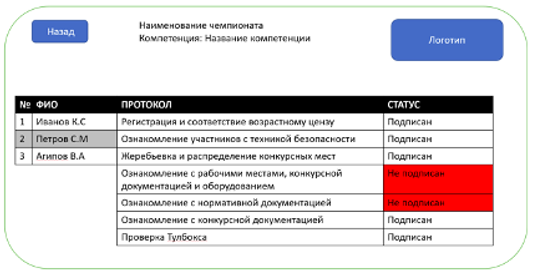 Назад
Наименование чемпионата
Компетенция: Название компетенции
Логотип
№ ФИО ПРОТОКОЛ СТАТУС
1 Иванов К.С Регистрация и соответствие возрастному цензу Подписан
2 Петров С.М Ознакомление участников с техникой безопасности Подписан
3 Агипов В.А Жеребьевка и распределение конкурсных мест Подписан
Ознакомление с рабочими местами, конкурсной Не подписан
документацией и оборудованием
Ознакомление с нормативной документацией Не подписан
Ознакомление с конкурсной документацией Подписан
Проверка Тулбокса Подписан